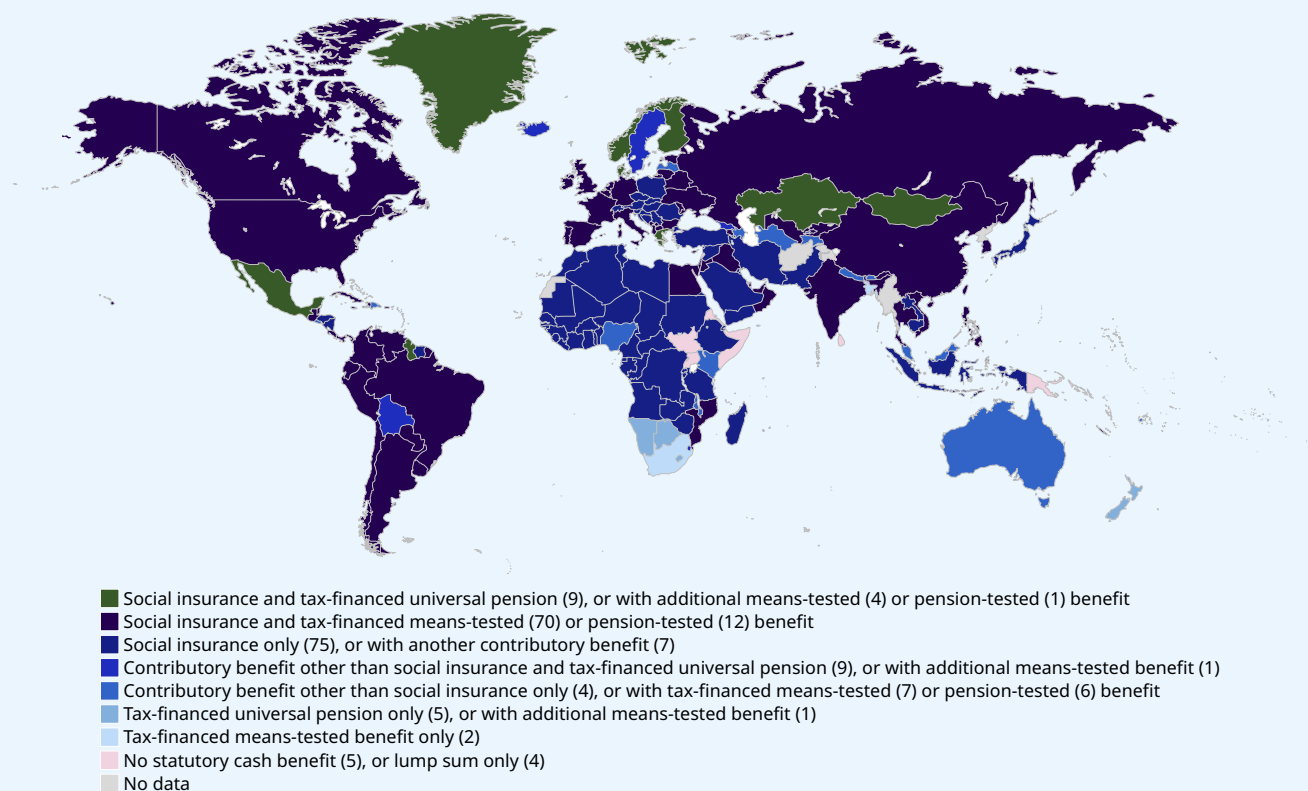 Social insurance and tax-financed universal pension (9), or with additional means-tested (4) or pension-tested (1) benefit
Social insurance and tax-financed means-tested (70) or pension-tested (12) benefit
Social insurance only (75), or with another contributory benefit (7)
Contributory benefit other than social insurance and tax-financed universal pension (9), or with additional means-tested benefit (1)
Contributory benefit other than social insurance only (4), or with tax-financed means-tested (7) or pension-tested (6) benefit
Tax-financed universal pension only (5), or with additional means-tested benefit (1)
Tax-financed means-tested benefit only (2)
No statutory cash benefit (5), or lump sum only (4)
No data